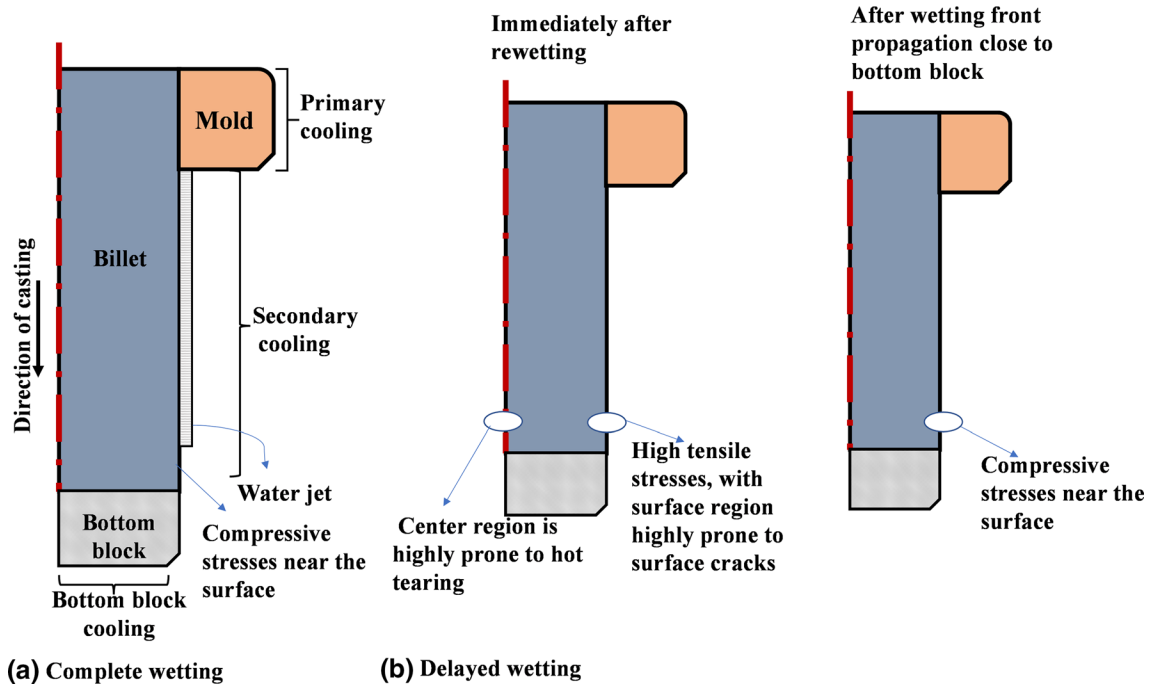 Mold
Primary
cooling
Billet
Direction of casting
Secondary
cooling
Water jet
Bottom
block
Compressive
stresses near the
surface
Bottom block
cooling
(a) Complete wetting
Immediately after
rewetting
Center region is
highly prone to hot
tearing
High tensile
stresses, with
surface region
highly prone to
surface cracks
(b) Delayed wetting
After wetting front
propagation close to
bottom block
Compressive
stresses near the
surface